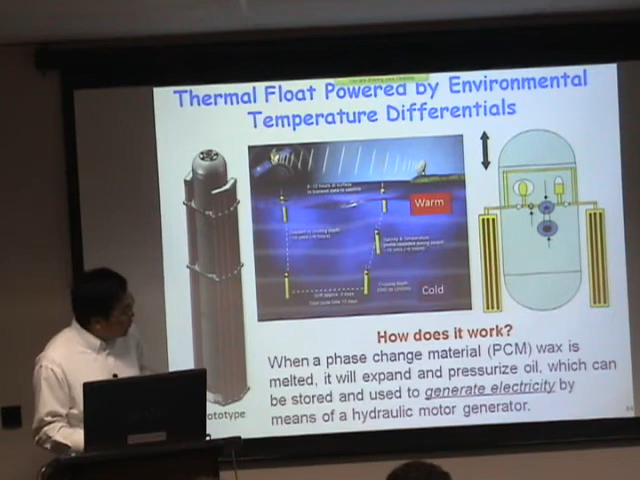 Thermal Float Powered by Environmental
Temperature Differentials
Warm
Cold
How does it work?
When a phase change material (PCM) wax is
melted, it will expand and pressurize oil, which can
be stored and used to generate electricity by
means of a hydraulic motor generator.